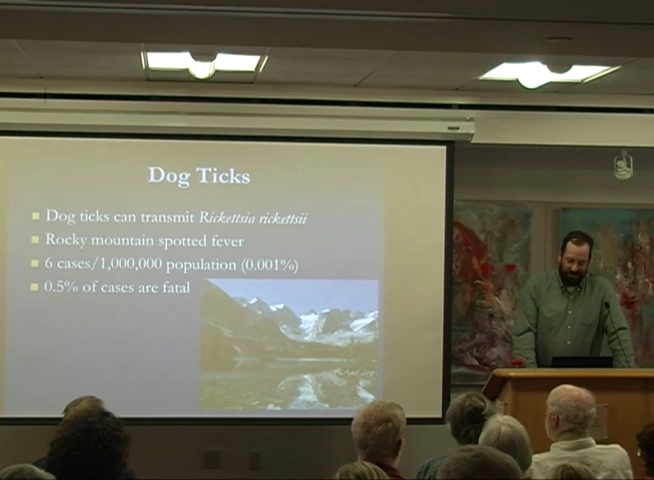 Dog Ticks
Dog ticks can transmit Rickettsia rickettsii
Rocky mountain spotted fever
6 cases/1,000,000 population (0.001%)
0.5% of cases are fatal